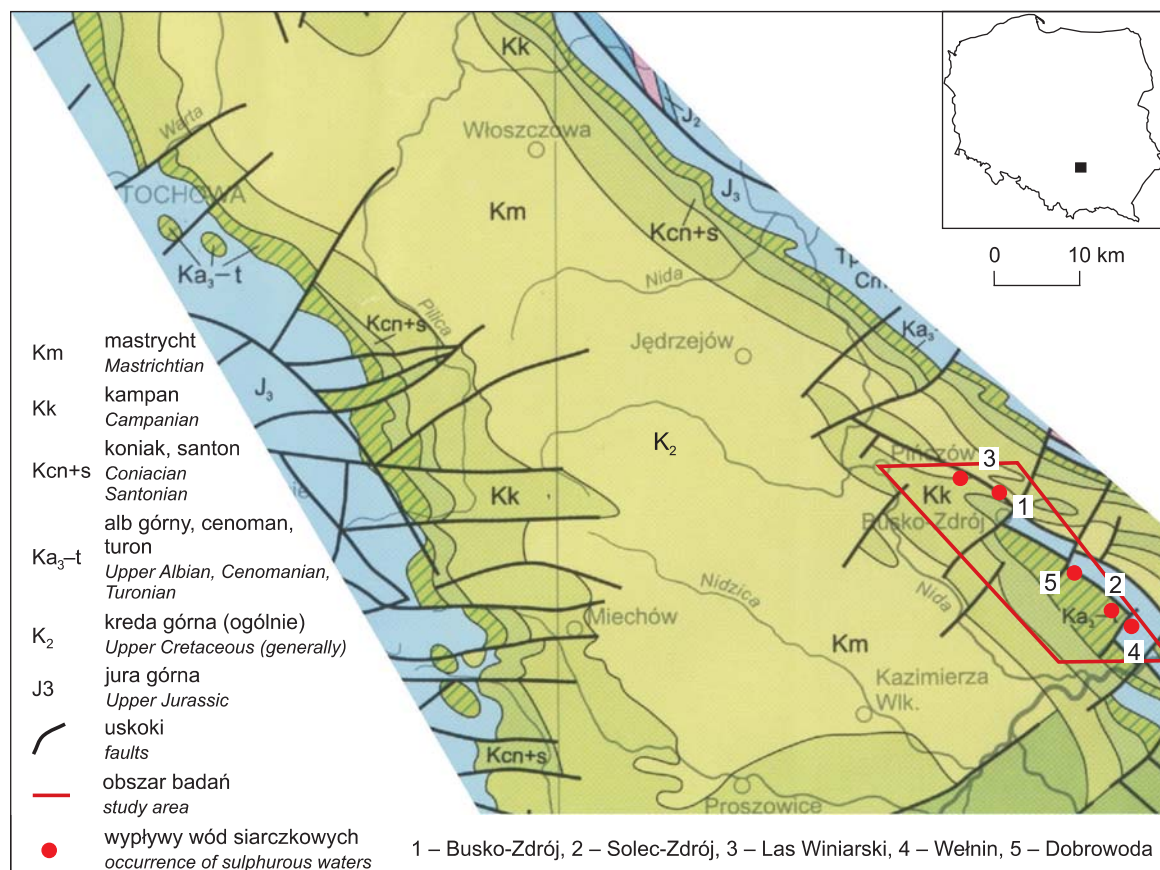 Kk
J₂
Warta
Włoszczowa
J₃
TOCHOWA
Km
Kcn+s
0 10 km
Ka₃–t
Nida
Pilica
Kcn+s
Ka₃
Jędrzejów
J₃
K₂
Pińczów
3
Kk
Kk
1
Busko-Zdrój
5
2
Nidzica
Nida
Miechów
Ka₃
Km
4
Kazimierza
Wlk.
Kcn+s
Proszowice
Km
mastrycht
Mastrichtian
Kk
kampan
Campanian
Kcn+s
koniak, santon
Coniacian
Santonian
Ka₃–t
alb górny, cenoman,
turon
Upper Albian, Cenomanian,
Turonian
K₂
kreda górna (ogólnie)
Upper Cretaceous (generally)
J3
jura górna
Upper Jurassic
uskoki
faults
obszar badań
study area
wypływy wód siarczkowych
occurrence of sulphurous waters
1 – Busko-Zdrój, 2 – Solec-Zdrój, 3 – Las Winiarski, 4 – Wełnin, 5 – Dobrowoda